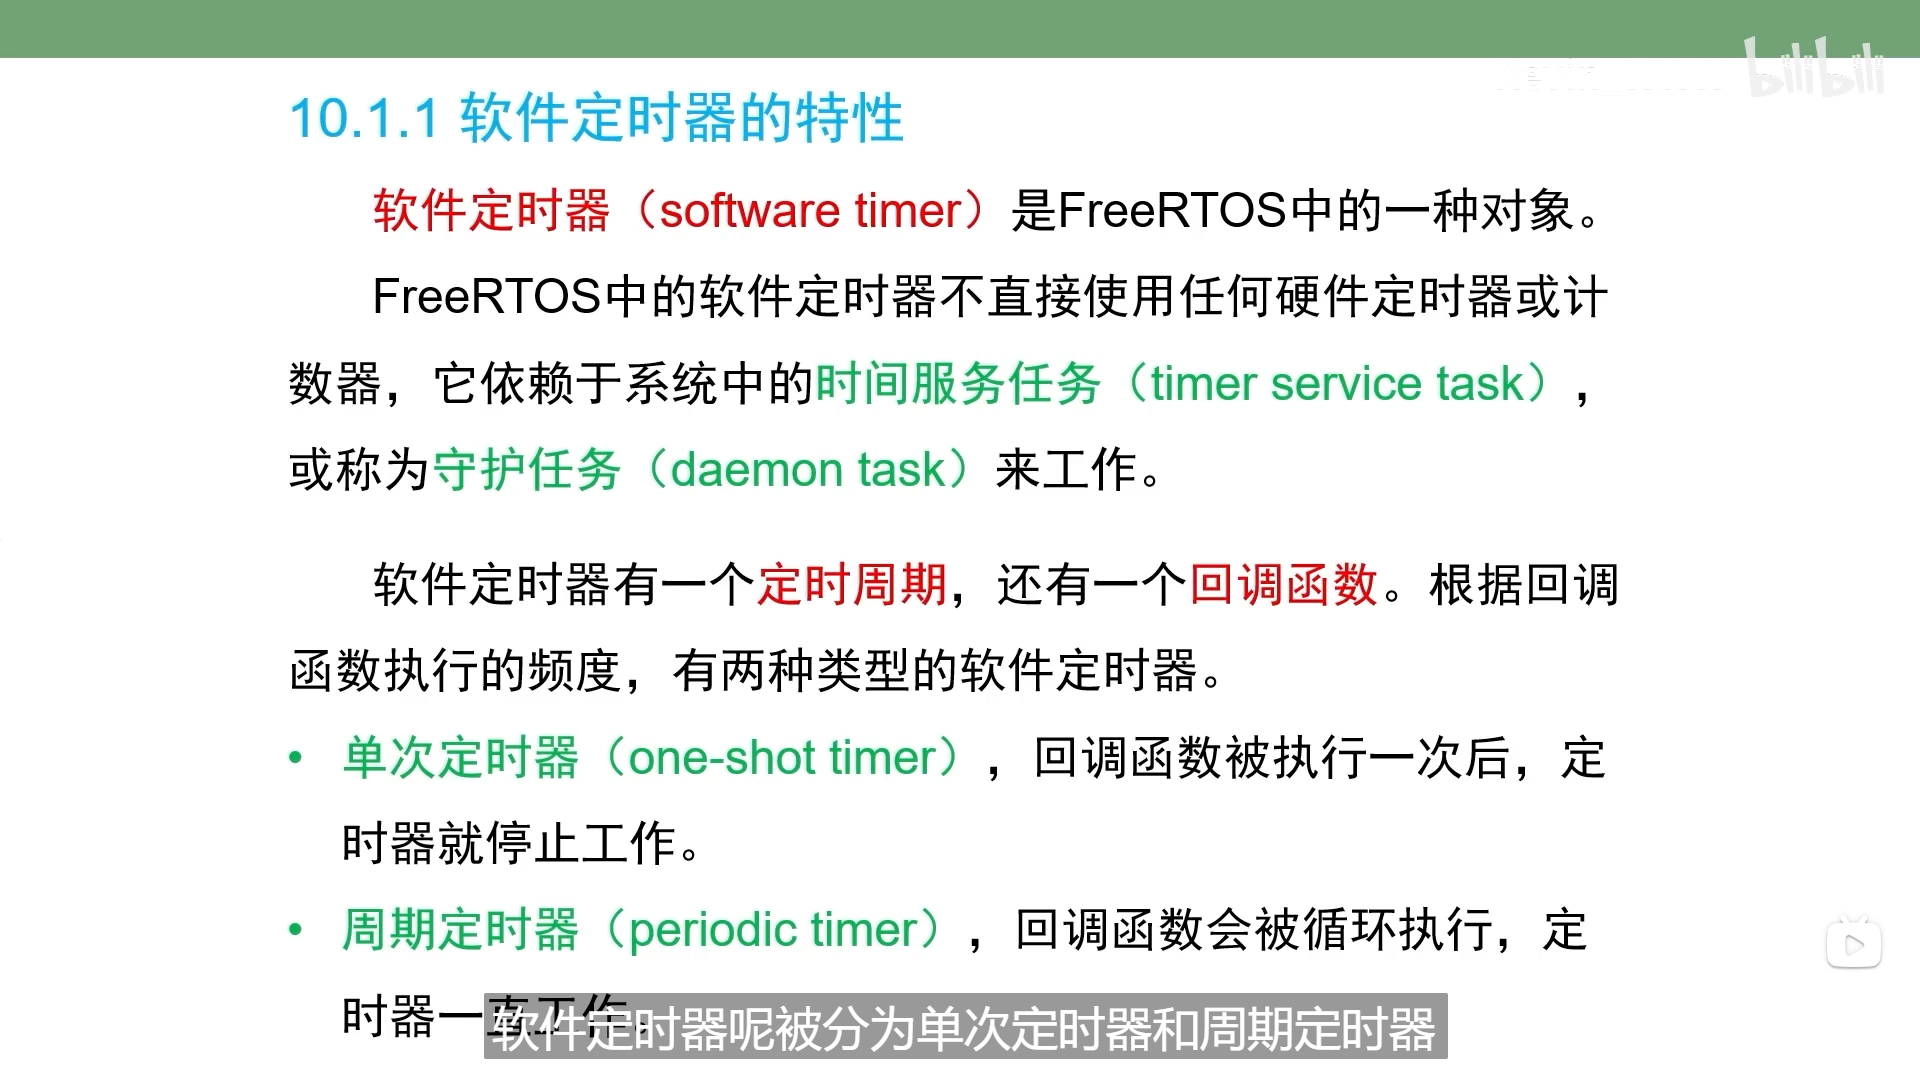 bilibili
10.1.1 软件定时器的特性
软件定时器（software timer）是FreeRTOS中的一种对象。
FreeRTOS中的软件定时器不直接使用任何硬件定时器或计
数器，它依赖于系统中的时间服务任务（timer service task），
或称为守护任务（daemon task）来工作。
软件定时器有一个定时周期，还有一个回调函数。根据回调
函数执行的频度，有两种类型的软件定时器。
• 单次定时器（one-shot timer），回调函数被执行一次后，定
时器就停止工作。
• 周期定时器（periodic timer），回调函数会被循环执行，定
时器一直工作。
软件定时器呢被分为单次定时器和周期定时器